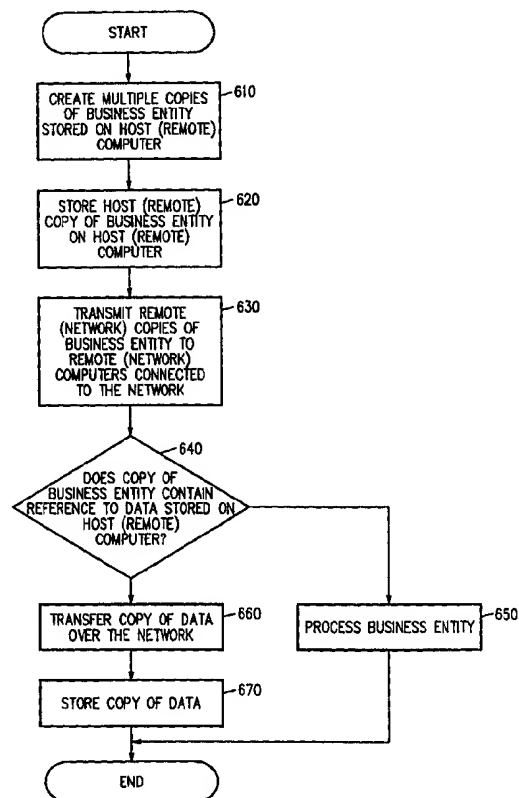 START
CREATE MULTIPLE COPIES
OF BUSINESS ENTITY
STORED ON HOST (REMOTE)
COMPUTER
610
STORE HOST (REMOTE)
COPY OF BUSINESS ENTITY
ON HOST (REMOTE)
COMPUTER
620
TRANSMIT REMOTE
(NETWORK) COPIES OF
BUSINESS ENTITY TO
REMOTE (NETWORK)
COMPUTERS CONNECTED
TO THE NETWORK
630
640
DOES COPY OF
BUSINESS ENTITY CONTAIN
REFERENCE TO DATA STORED ON
HOST (REMOTE)
COMPUTER?
TRANSFER COPY OF DATA
OVER THE NETWORK
660
PROCESS BUSINESS ENTITY
650
STORE COPY OF DATA
670
END